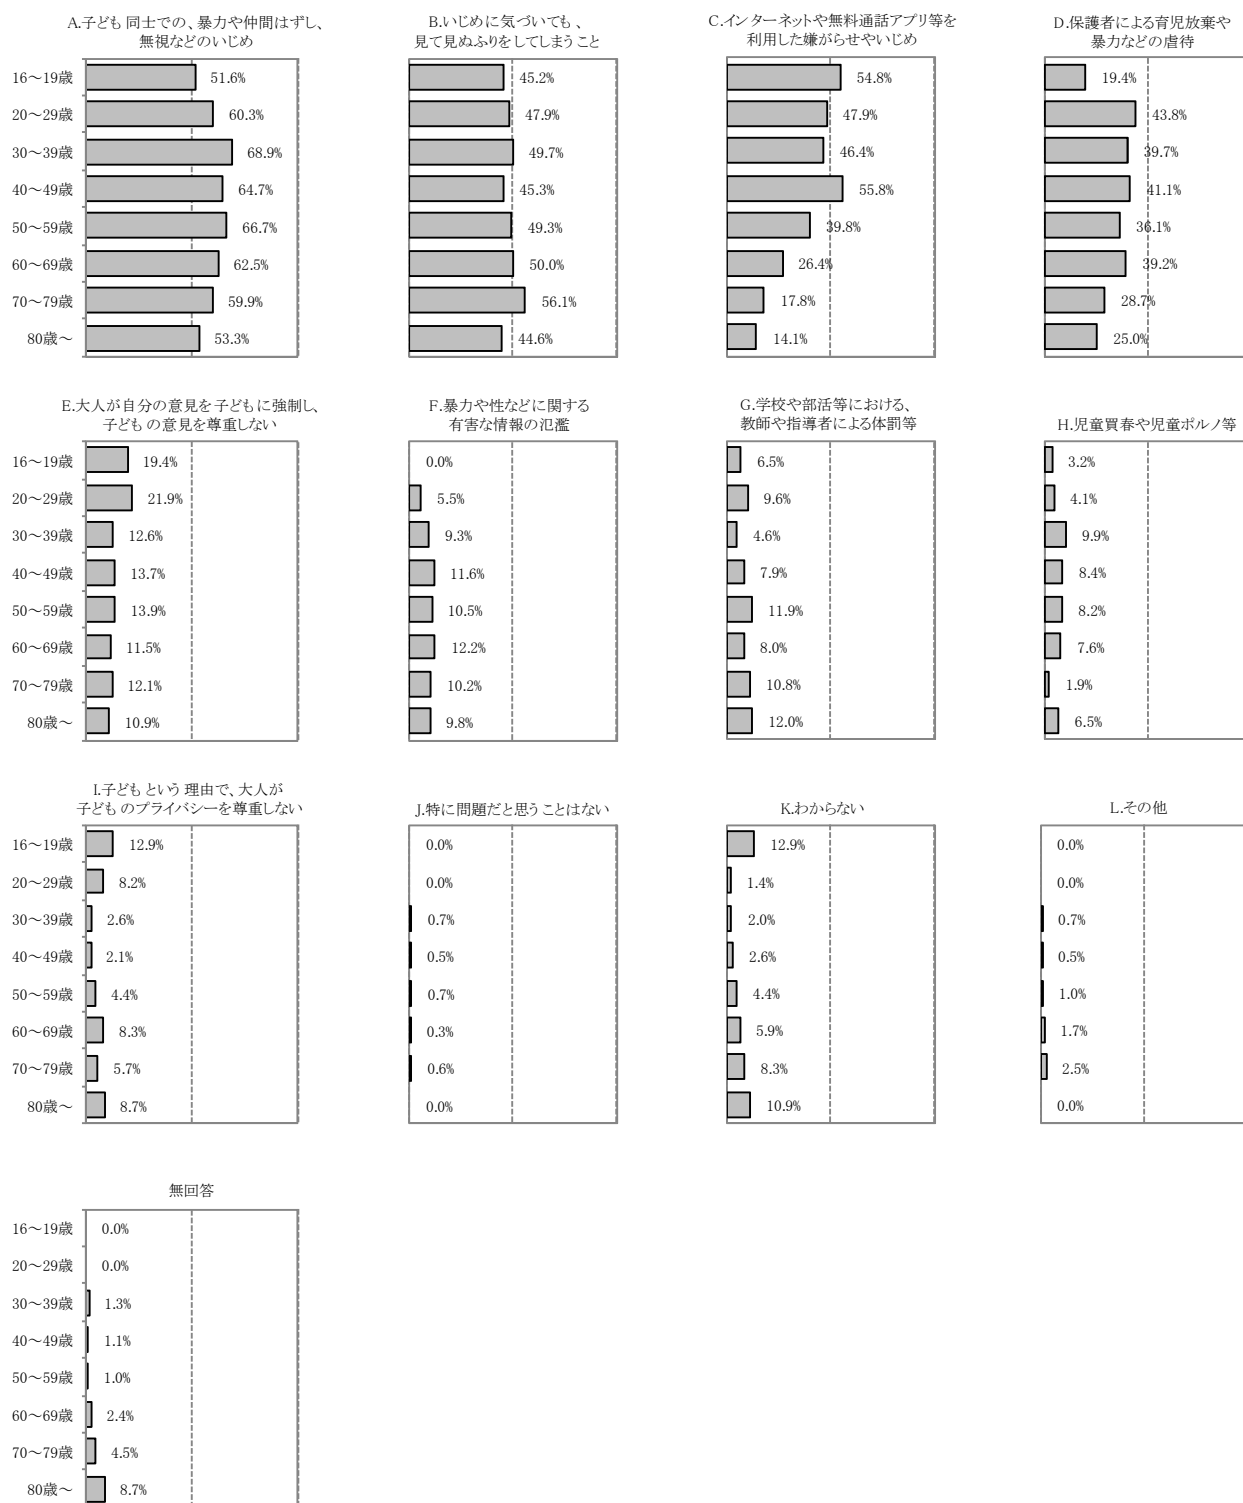 A.子ども同士での、暴力や仲間はずし、
無視などのいじめ
16～19歳 51.6%
20～29歳 60.3%
30～39歳 68.9%
40～49歳 64.7%
50～59歳 66.7%
60～69歳 62.5%
70～79歳 59.9%
80歳～ 53.3%
B.いじめに気づいても、
見て見ぬふりをしてしまうこと
45.2%
47.9%
49.7%
45.3%
49.3%
50.0%
56.1%
44.6%
C.インターネットや無料通話アプリ等を
利用した嫌がらせやいじめ
54.8%
47.9%
46.4%
55.8%
39.8%
26.4%
17.8%
14.1%
D.保護者による育児放棄や
暴力などの虐待
19.4%
43.8%
39.7%
41.1%
36.1%
39.2%
28.7%
25.0%
E.大人が自分の意見を子どもに強制し、
子どもの意見を尊重しない
16～19歳 19.4%
20～29歳 21.9%
30～39歳 12.6%
40～49歳 13.7%
50～59歳 13.9%
60～69歳 11.5%
70～79歳 12.1%
80歳～ 10.9%
F.暴力や性などに関する
有害な情報の氾濫
0.0%
5.5%
9.3%
11.6%
10.5%
12.2%
10.2%
9.8%
G.学校や部活等における、
教師や指導者による体罰等
6.5%
9.6%
4.6%
7.9%
11.9%
8.0%
10.8%
12.0%
H.児童買春や児童ポルノ等
3.2%
4.1%
9.9%
8.4%
8.2%
7.6%
1.9%
6.5%
I.子どもという理由で、大人が
子どものプライバシーを尊重しない
16～19歳 12.9%
20～29歳 8.2%
30～39歳 2.6%
40～49歳 2.1%
50～59歳 4.4%
60～69歳 8.3%
70～79歳 5.7%
80歳～ 8.7%
J.特に問題だと思うことはない
0.0%
0.0%
0.7%
0.5%
0.7%
0.3%
0.6%
0.0%
K.わからない
12.9%
1.4%
2.0%
2.6%
4.4%
5.9%
8.3%
10.9%
L.その他
0.0%
0.0%
0.7%
0.5%
1.0%
1.7%
2.5%
0.0%
無回答
16～19歳 0.0%
20～29歳 0.0%
30～39歳 1.3%
40～49歳 1.1%
50～59歳 1.0%
60～69歳 2.4%
70～79歳 4.5%
80歳～ 8.7%